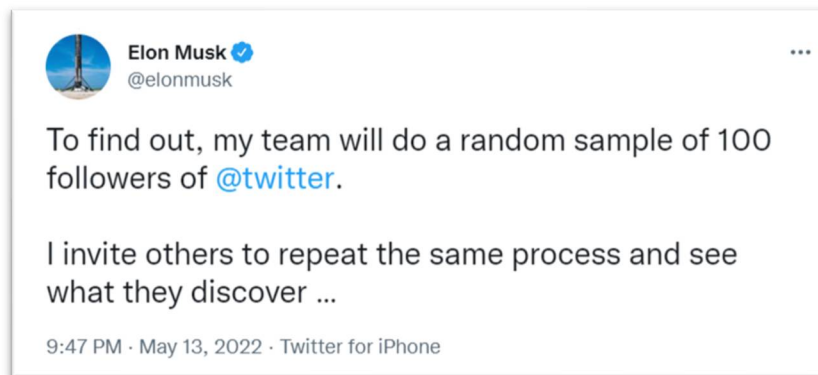 Elon Musk
@elonmusk
To find out, my team will do a random sample of 100
followers of @twitter.
I invite others to repeat the same process and see
what they discover ...
9:47 PM · May 13, 2022 · Twitter for iPhone